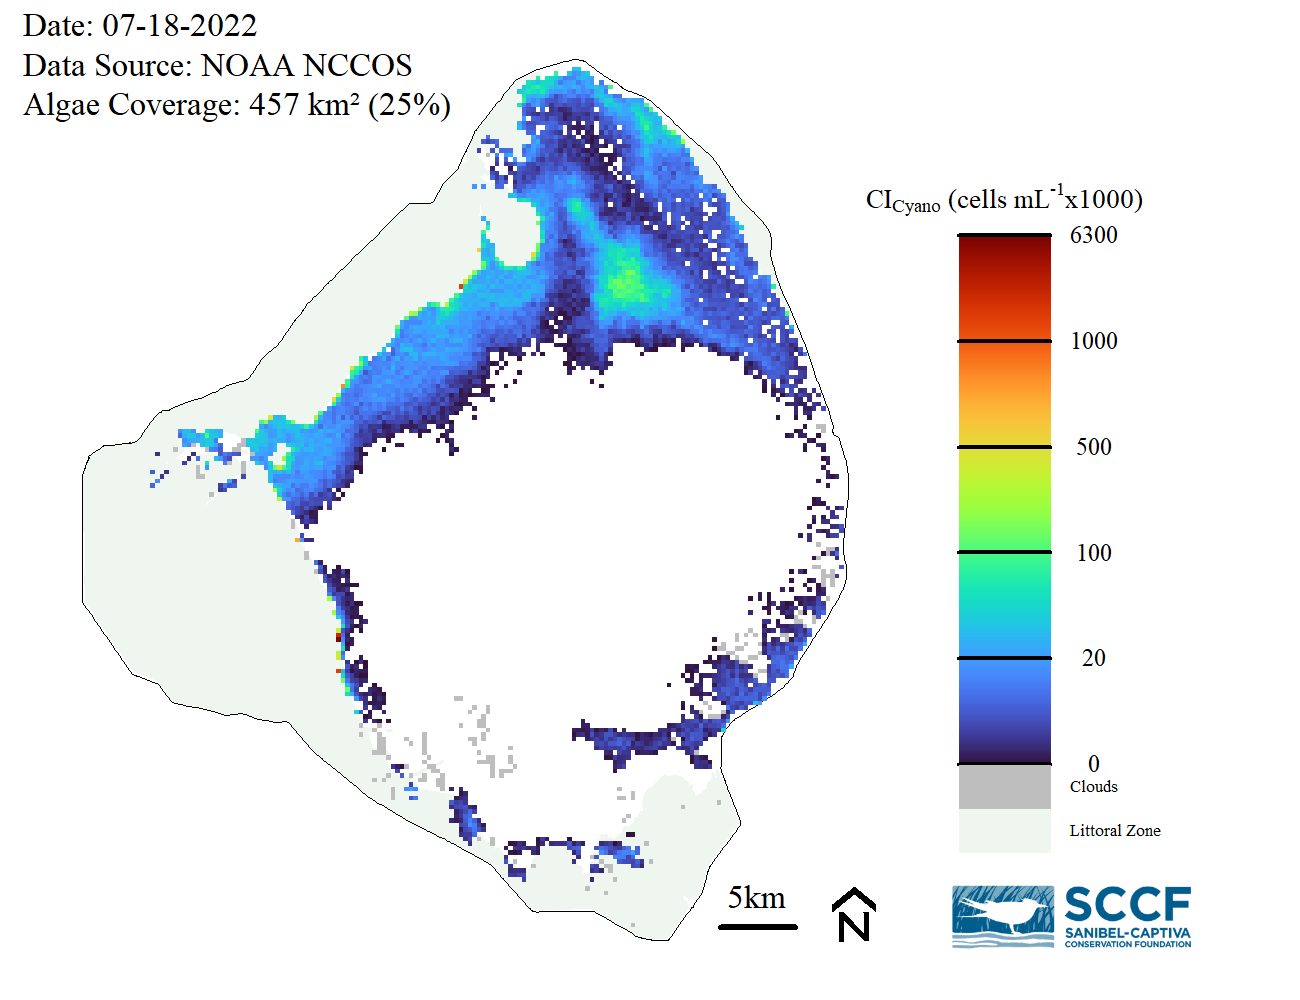 Date: 07-18-2022
Data Source: NOAA NCCOS
Algae Coverage: 457 km² (25%)
CICyano (cells mL-1x1000)
6300
1000
500
100
20
0
Clouds
Littoral Zone
5km
N
SCCF
SANIBEL-CAPTIVA
CONSERVATION FOUNDATION